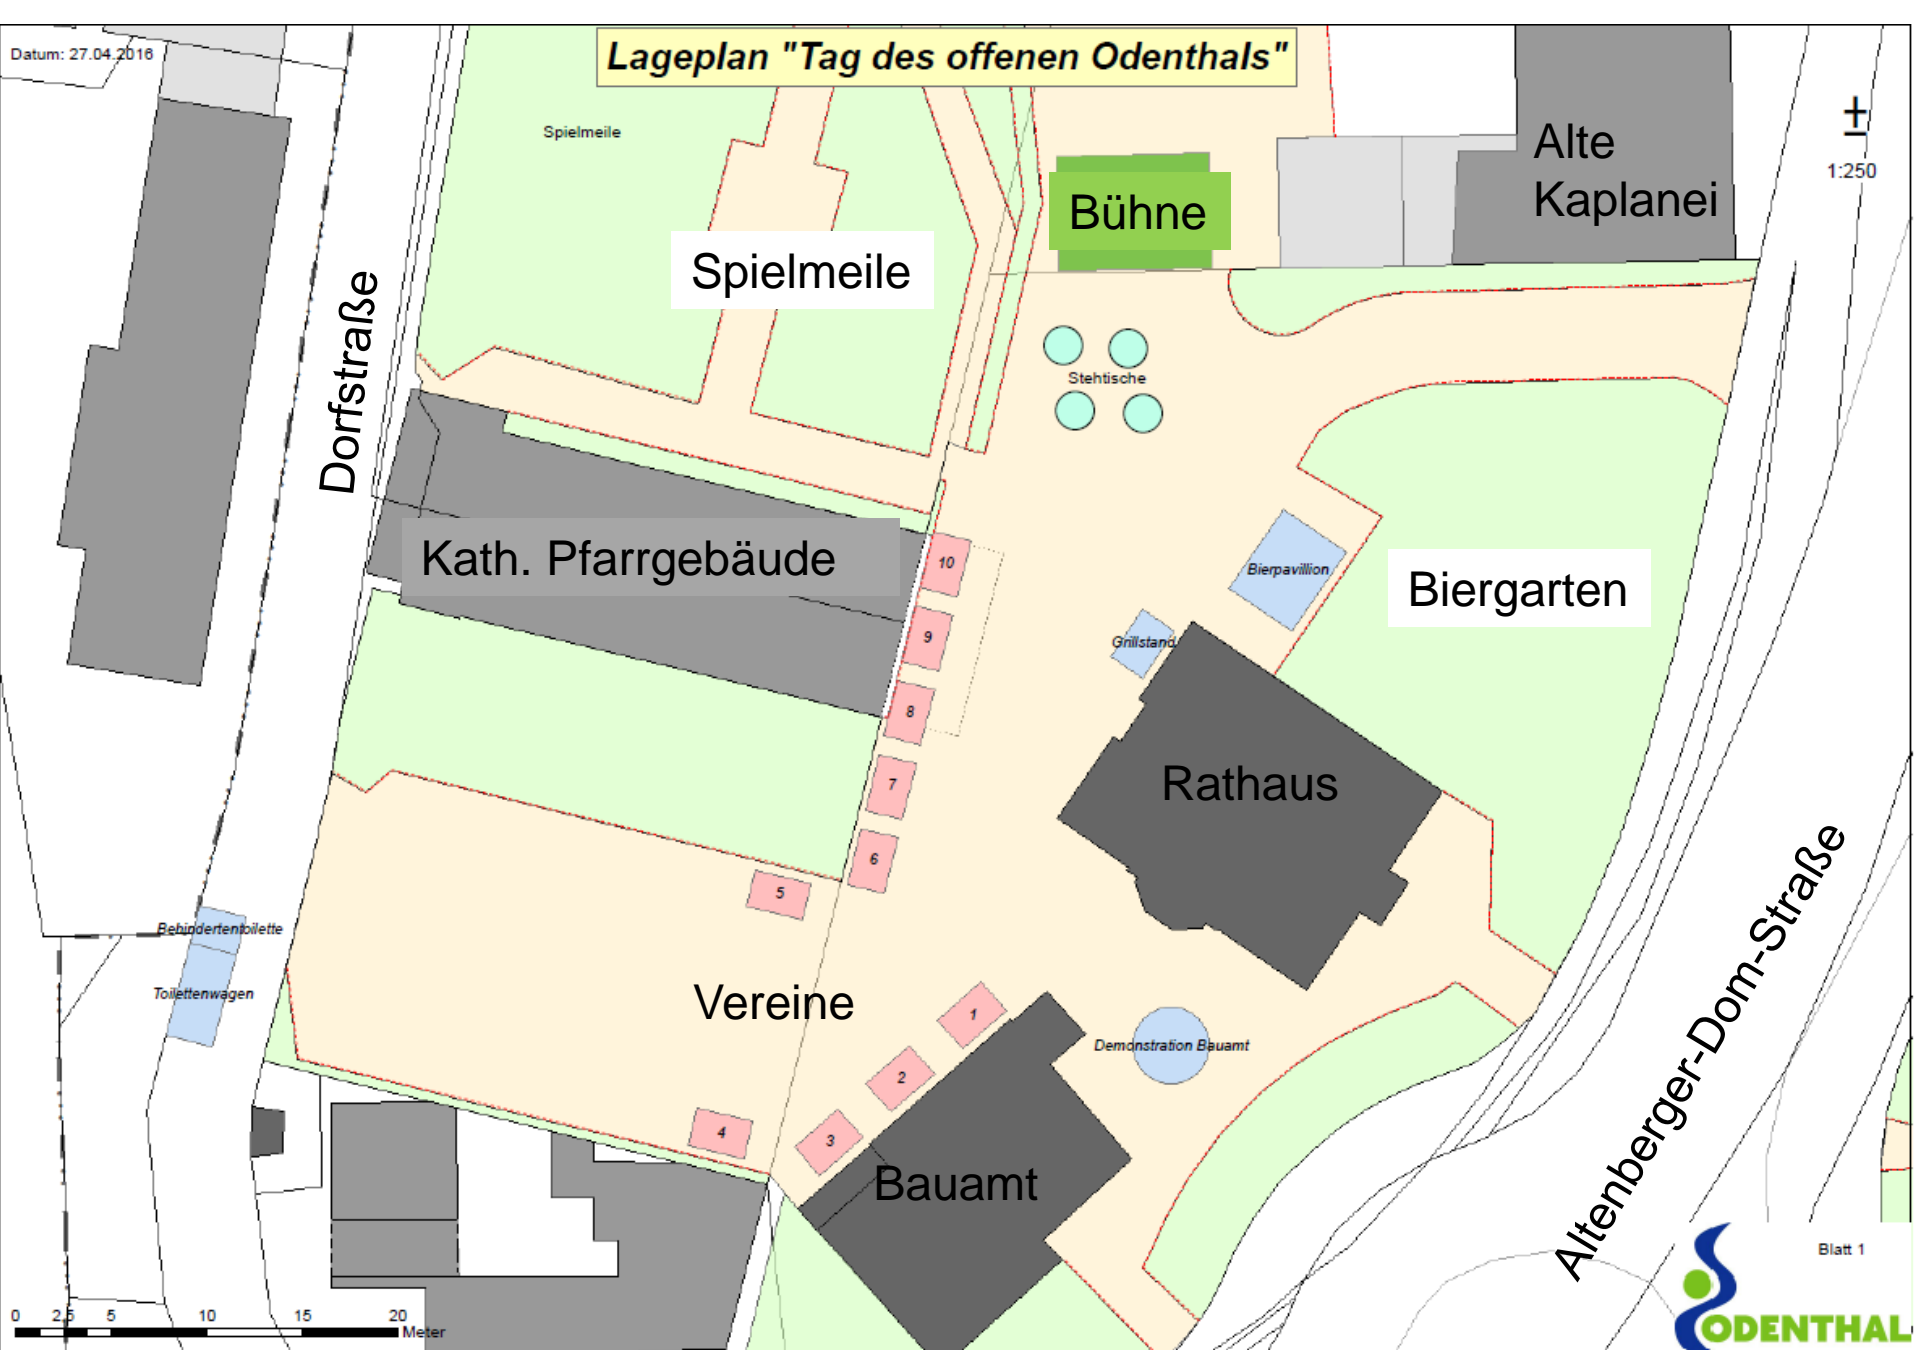 Datum: 27.04.2016
Lageplan "Tag des offenen Odenthals"
Spielmeile
Alte
Kaplanei
±
1:250
Bühne
Spielmeile
Dorfstraße
Stehtische
Kath. Pfarrgebäude
10
Bierpavillion
Biergarten
9
Grillstand
8
7
Rathaus
6
5
Behindertentoilette
Toilettenwagen
Vereine
1
Demonstration Bauamt
2
4
3
Bauamt
Altenberger-Dom-Straße
Blatt 1
0 2,5 5 10 15 20
Meter
ODENTHAL